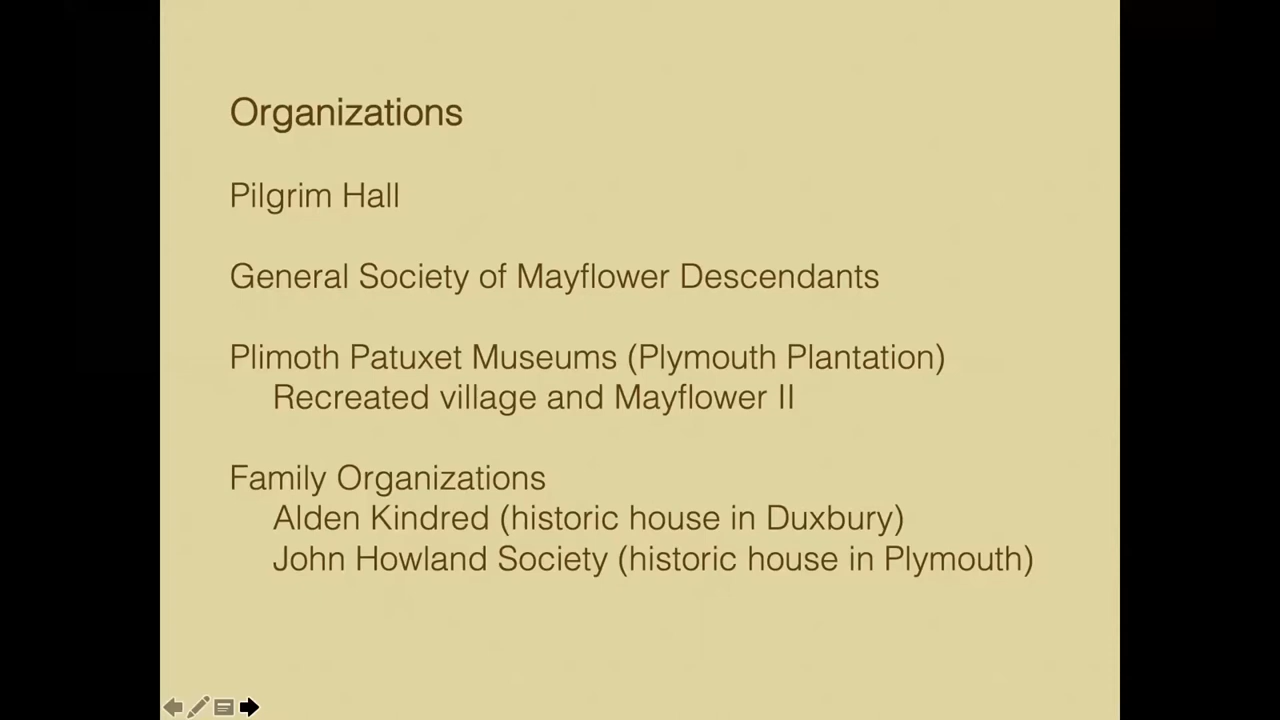 Organizations
Pilgrim Hall
General Society of Mayflower Descendants
Plimoth Patuxet Museums (Plymouth Plantation)
Recreated village and Mayflower II
Family Organizations
Alden Kindred (historic house in Duxbury)
John Howland Society (historic house in Plymouth)